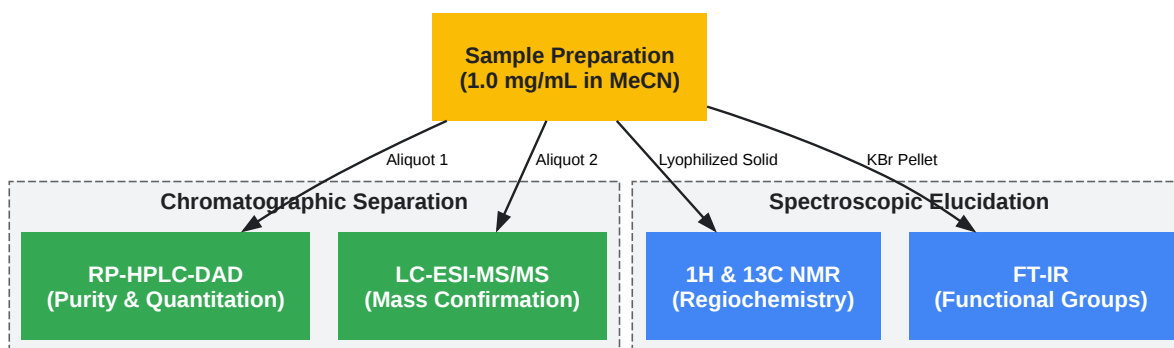 Sample Preparation
(1.0 mg/mL in MeCN)
Aliquot 1
Aliquot 2
Lyophilized Solid
KBr Pellet
Chromatographic Separation
Spectroscopic Elucidation
RP-HPLC-DAD
(Purity & Quantitation)
LC-ESI-MS/MS
(Mass Confirmation)
1H & 13C NMR
(Regiochemistry)
FT-IR
(Functional Groups)